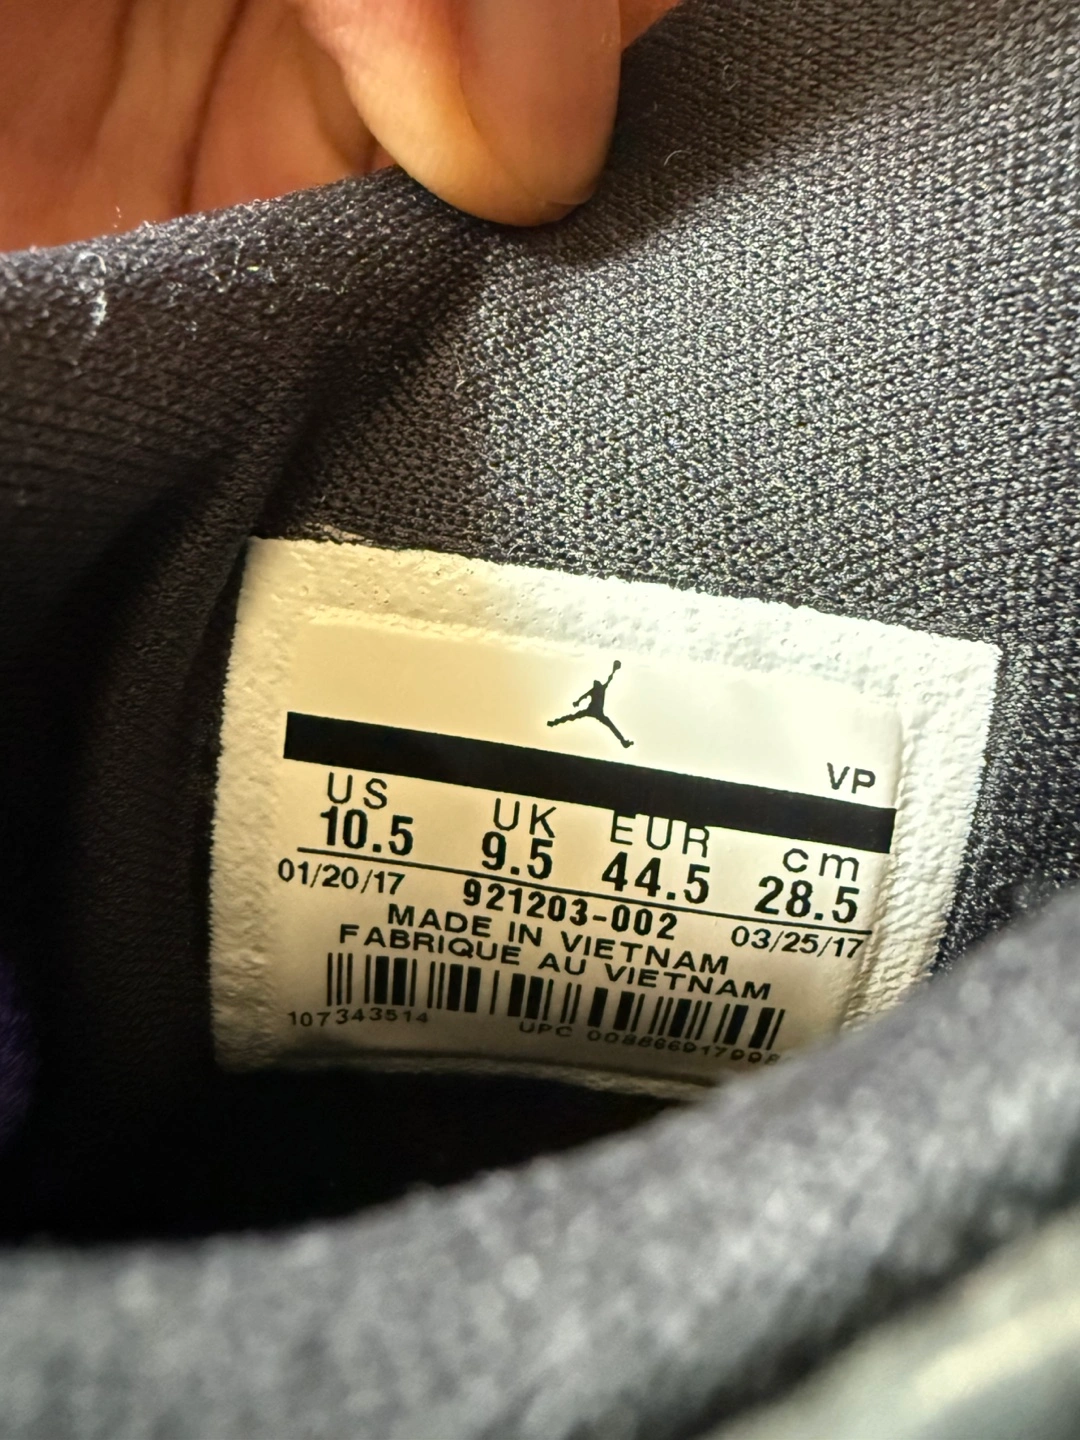 VP
US UK EUR cm
10.5 9.5 44.5 28.5
01/20/17 921203-002 03/25/17
MADE IN VIETNAM
FABRIQUE AU VIETNAM
107343514 UPC